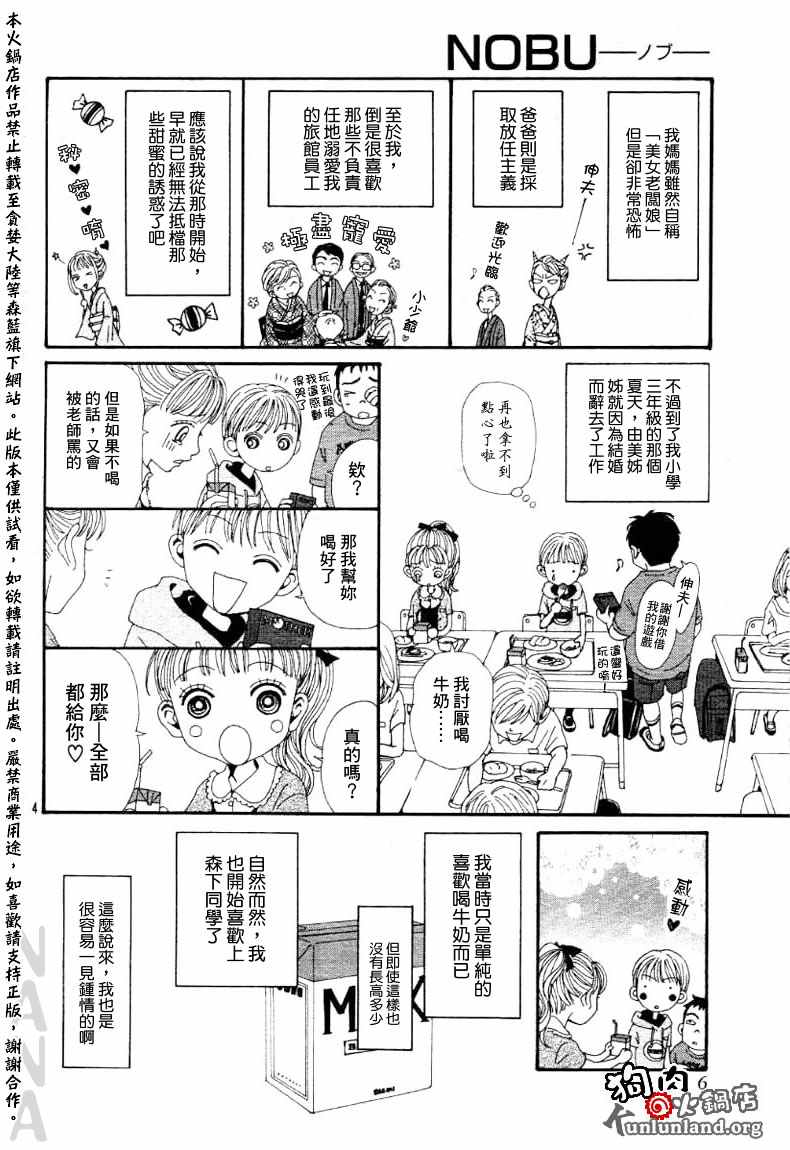 NOBU
—ノブ—
我媽媽雖然自稱
「美女老闆娘」
但是卻非常恐怖
伸夫—
爸爸則是採
取放任主義
歡迎光臨
至於我，
倒是很喜歡
那些不負責
任地溺愛我
的旅館員工
極盡寵愛
小少爺
應該說我從那時開始，
早就已經無法抵檔那
些甜蜜的誘惑了吧
秘♥密♥唷
不過到了我小學
三年級的那個
夏天，由美姊
姊就因為結婚
而辭去了工作
再也拿不到
點心了啦
伸夫—
謝謝你借
我的遊戲
這蠻好
玩的唷
我討厭喝
牛奶……
玩到最後
我還感動
得哭了
欸？
但是如果不喝
的話，又會
被老師罵的
那我幫妳
喝好了
真的嗎？
那麼—全部
都給你♡
感動♥
我當時只是單純的
喜歡喝牛奶而已
但即使這樣也
沒有長高多少
MILK
自然而然，我
也開始喜歡上
森下同學了
這麼說來，我也是
很容易一見鍾情的啊
4
6
本火鍋店作品禁止轉載至貪婪大陸等森藍旗下網站。此版本僅供試看，如欲轉載請註明出處。嚴禁商業用途，如喜歡請支持正版，謝謝合作。
NANA
狗肉
火鍋店
Kunlunland.org